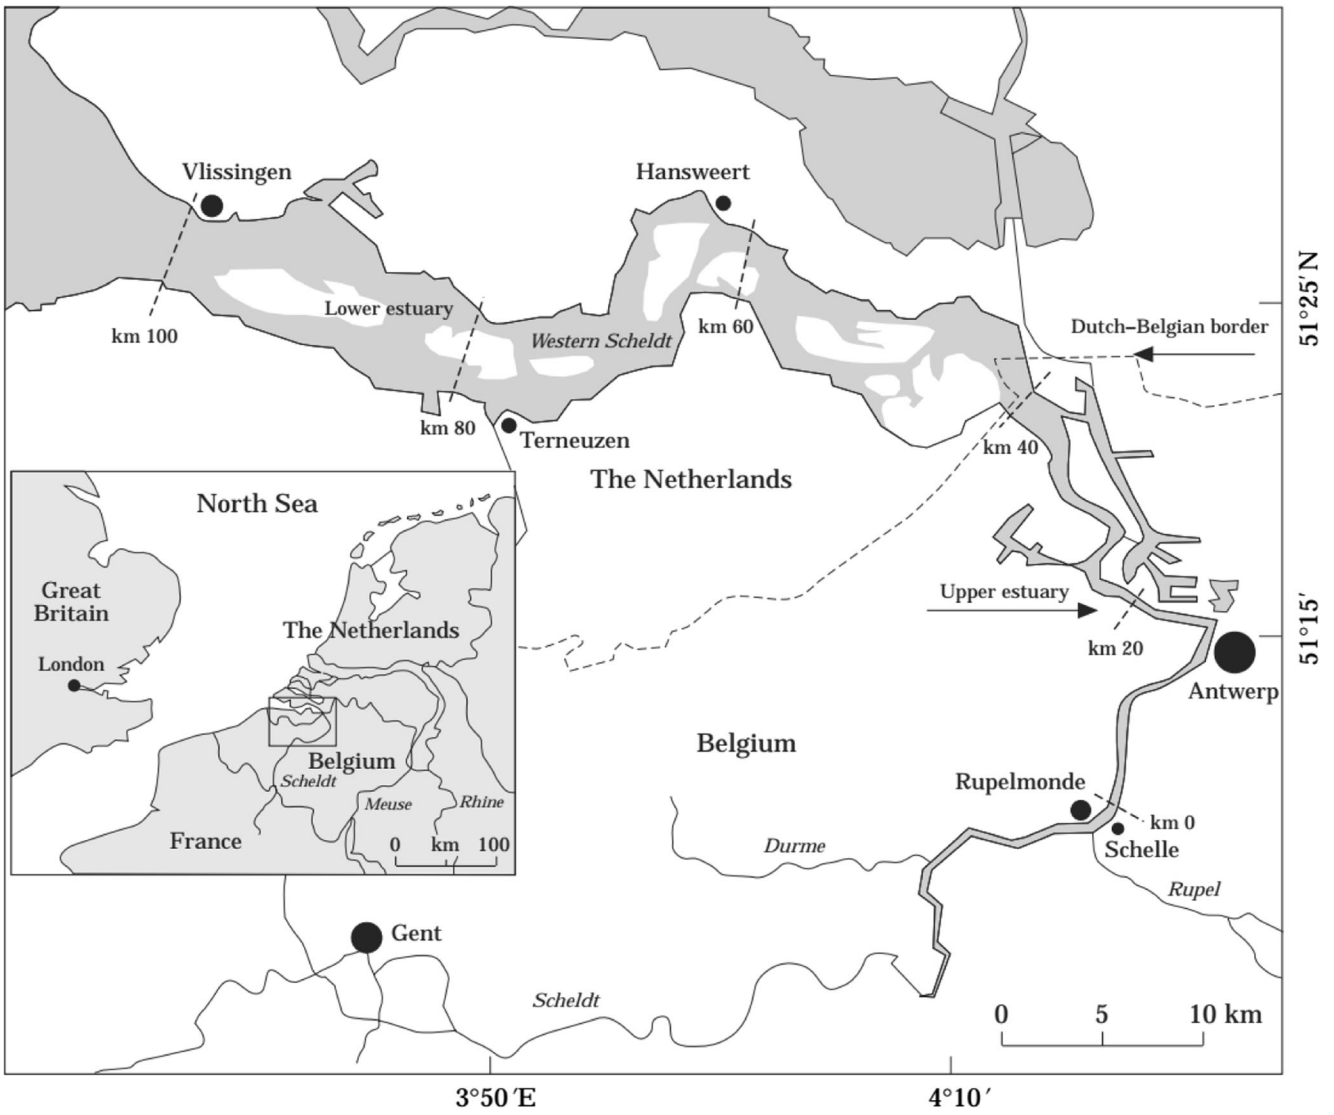 Vlissingen
Hansweert
51°25′N
Lower estuary
km 100
km 60
Dutch–Belgian border
Western Scheldt
km 80
Terneuzen
km 40
The Netherlands
North Sea
Great
Britain
The Netherlands
London
Belgium
Scheldt
Meuse
Rhine
France
0 km 100
Upper estuary
51°15′
km 20
Antwerp
Belgium
Rupelmonde
km 0
Schelle
Durme
Rupel
Gent
Scheldt
0 5 10 km
3°50′E
4°10′